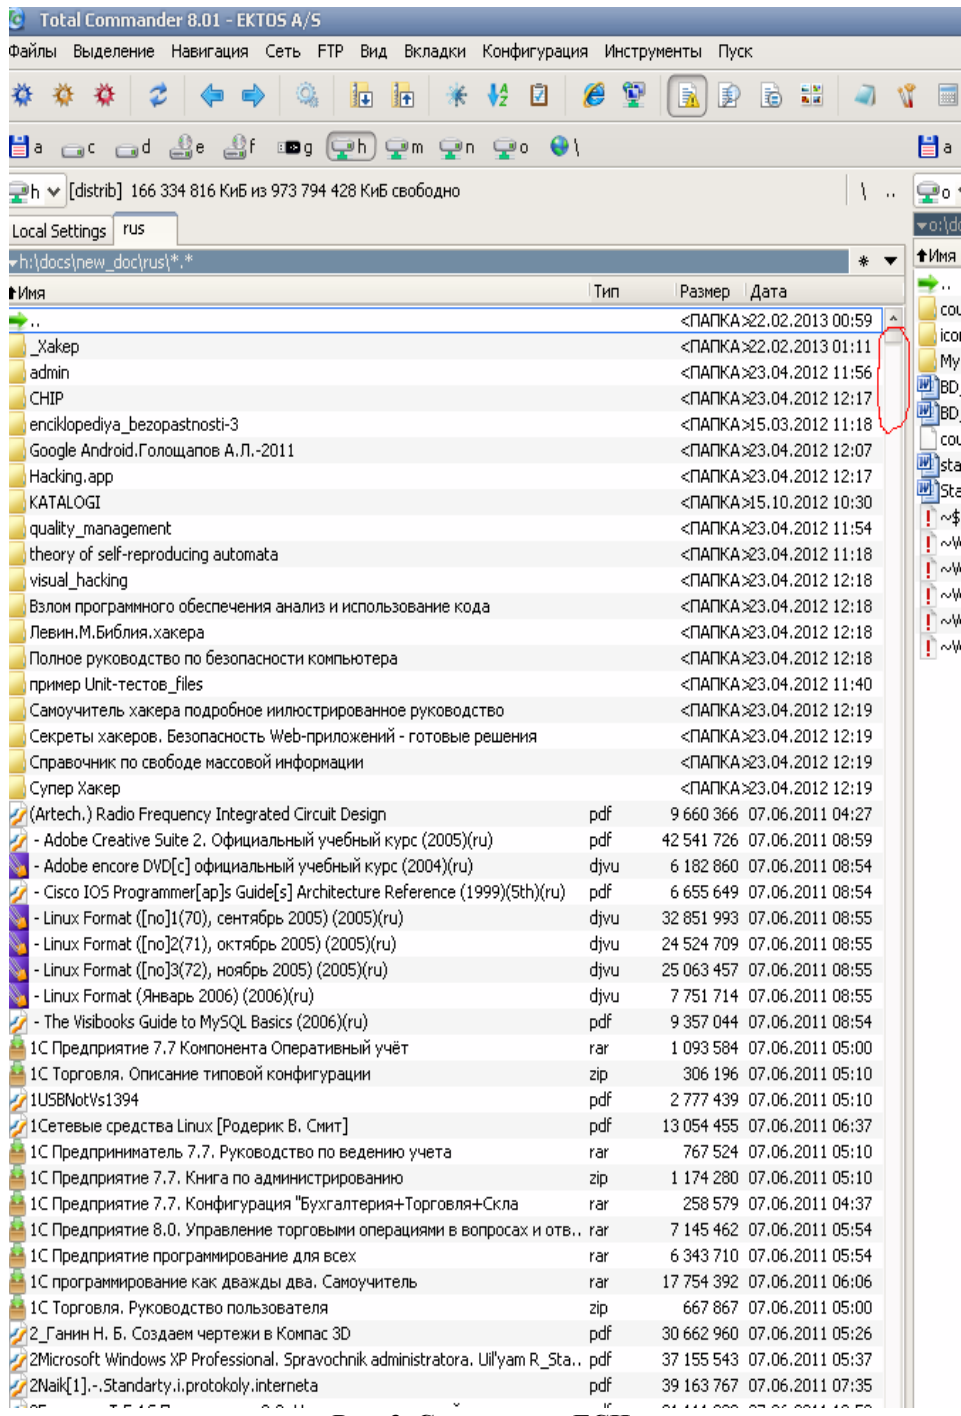 Total Commander 8.01 - EKTOS A/S
Файлы Выделение Навигация Сеть FTP Вид Вкладки Конфигурация Инструменты Пуск
a c d e f g h m n o \ a
h [distrib] 166 334 816 КиБ из 973 794 428 КиБ свободно \ .. o
Local Settings rus
h:\docs\new_doc\rus\*.* * ▼ o:\do
Имя Тип Размер Дата Имя
.. <ПАПКА> 22.02.2013 00:59 ..
_Xakep <ПАПКА> 22.02.2013 01:11 cou
admin <ПАПКА> 23.04.2012 11:56 ico
CHIP <ПАПКА> 23.04.2012 12:17 My
enciklopediya_bezopastnosti-3 <ПАПКА> 15.03.2012 11:18 BD_
Google Android.Голощапов А.Л.-2011 <ПАПКА> 23.04.2012 12:07 BD_
Hacking.app <ПАПКА> 23.04.2012 12:17 cou
KATALOGI <ПАПКА> 15.10.2012 10:30 sta
quality_management <ПАПКА> 23.04.2012 11:54 Sta
theory of self-reproducing automata <ПАПКА> 23.04.2012 11:18 ~$
visual_hacking <ПАПКА> 23.04.2012 12:18
Взлом программного обеспечения анализ и использование кода <ПАПКА> 23.04.2012 12:18
Левин.М.Библия.хакера <ПАПКА> 23.04.2012 12:18
Полное руководство по безопасности компьютера <ПАПКА> 23.04.2012 12:18
пример Unit-тестов_files <ПАПКА> 23.04.2012 11:40
Самоучитель хакера подробное иилюстрированное руководство <ПАПКА> 23.04.2012 12:19
Секреты хакеров. Безопасность Web-приложений - готовые решения <ПАПКА> 23.04.2012 12:19
Справочник по свободе массовой информации <ПАПКА> 23.04.2012 12:19
Супер Хакер <ПАПКА> 23.04.2012 12:19
(Artech.) Radio Frequency Integrated Circuit Design pdf 9 660 366 07.06.2011 04:27
- Adobe Creative Suite 2. Официальный учебный курс (2005)(ru) pdf 42 541 726 07.06.2011 08:59
- Adobe encore DVD[c] официальный учебный курс (2004)(ru) djvu 6 182 860 07.06.2011 08:54
- Cisco IOS Programmer[ap]s Guide[s] Architecture Reference (1999)(5th)(ru) pdf 6 655 649 07.06.2011 08:54
- Linux Format ([no]1(70), сентябрь 2005) (2005)(ru) djvu 32 851 993 07.06.2011 08:55
- Linux Format ([no]2(71), октябрь 2005) (2005)(ru) djvu 24 524 709 07.06.2011 08:55
- Linux Format ([no]3(72), ноябрь 2005) (2005)(ru) djvu 25 063 457 07.06.2011 08:55
- Linux Format (Январь 2006) (2006)(ru) djvu 7 751 714 07.06.2011 08:55
- The Visibooks Guide to MySQL Basics (2006)(ru) pdf 9 357 044 07.06.2011 08:54
1С Предприятие 7.7 Компонента Оперативный учёт rar 1 093 584 07.06.2011 05:00
1С Торговля. Описание типовой конфигурации zip 306 196 07.06.2011 05:10
1USBNotVs1394 pdf 2 777 439 07.06.2011 05:10
1Сетевые средства Linux [Родерик В. Смит] pdf 13 054 455 07.06.2011 06:37
1С Предприниматель 7.7. Руководство по ведению учета rar 767 524 07.06.2011 05:10
1С Предприятие 7.7. Книга по администрированию zip 1 174 280 07.06.2011 05:10
1С Предприятие 7.7. Конфигурация "Бухгалтерия+Торговля+Скла rar 258 579 07.06.2011 04:37
1С Предприятие 8.0. Управление торговыми операциями в вопросах и отв.. rar 7 145 462 07.06.2011 05:54
1С Предприятие программирование для всех rar 6 343 710 07.06.2011 05:54
1С программирование как дважды два. Самоучитель rar 17 754 392 07.06.2011 06:06
1С Торговля. Руководство пользователя zip 667 867 07.06.2011 05:00
2_Ганин Н. Б. Создаем чертежи в Компас 3D pdf 30 662 960 07.06.2011 05:26
2Microsoft Windows XP Professional. Spravochnik administratora. Uil'yam R_Sta.. pdf 37 155 543 07.06.2011 05:37
2Naik[1].-.Standarty.i.protokoly.interneta pdf 39 163 767 07.06.2011 07:35